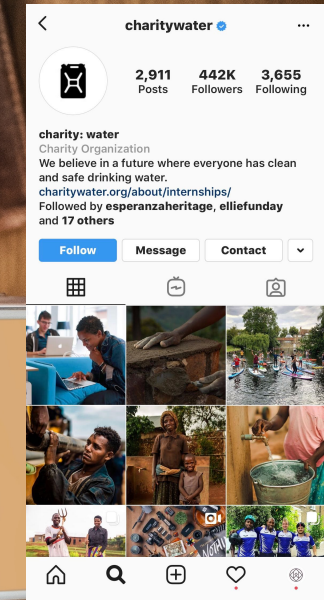 charitywater
2,911 442K 3,655
Posts Followers Following
charity: water
Charity Organization
We believe in a future where everyone has clean
and safe drinking water.
charitywater.org/about/internships/
Followed by esperanzaheritage, elliefunday
and 17 others
Follow Message Contact